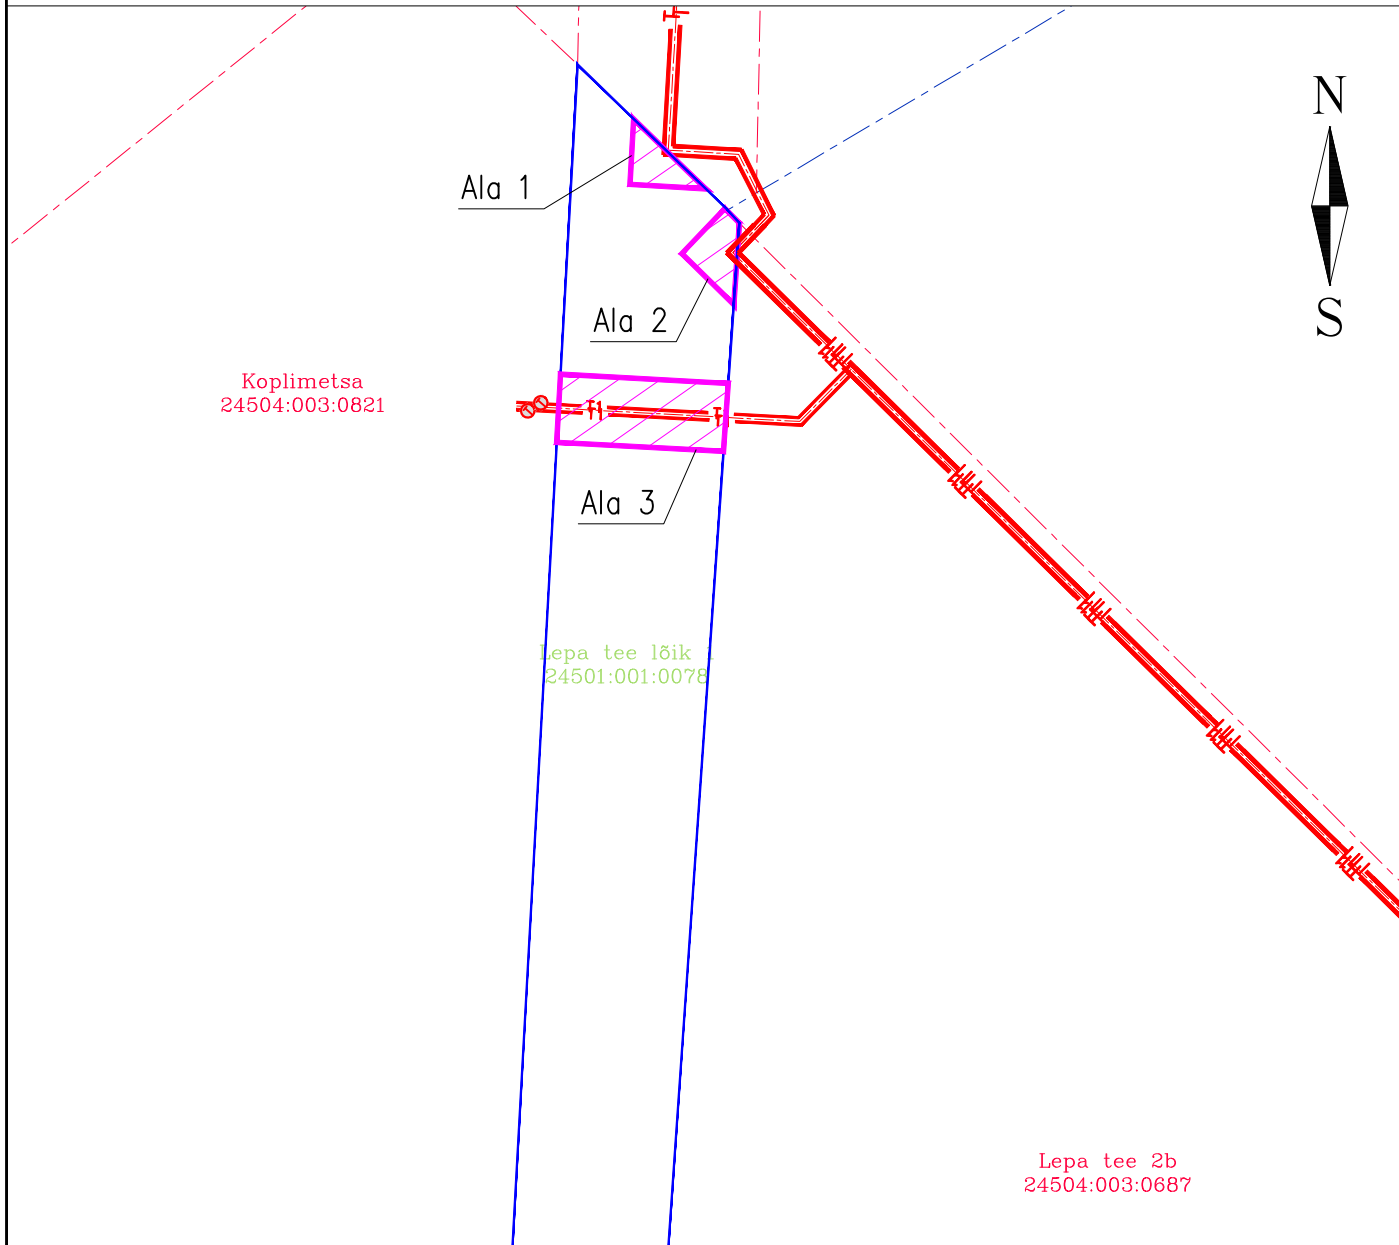 N
Ala 1
Ala 2
S
Koplimetsa
24504:003:0821
Ala 3
Lepa tee lõik
24501:001:0078
Lepa tee 2b
24504:003:0687